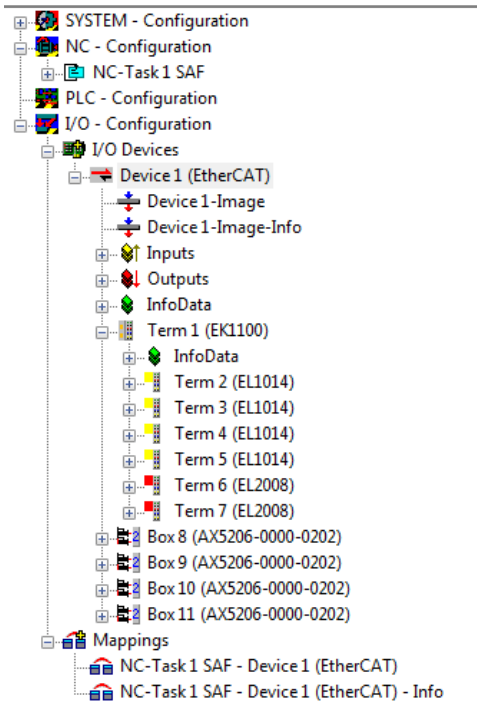 SYSTEM - Configuration
NC - Configuration
NC-Task 1 SAF
PLC - Configuration
I/O - Configuration
I/O Devices
Device 1 (EtherCAT)
Device 1-Image
Device 1-Image-Info
Inputs
Outputs
InfoData
Term 1 (EK1100)
InfoData
Term 2 (EL1014)
Term 3 (EL1014)
Term 4 (EL1014)
Term 5 (EL1014)
Term 6 (EL2008)
Term 7 (EL2008)
Box 8 (AX5206-0000-0202)
Box 9 (AX5206-0000-0202)
Box 10 (AX5206-0000-0202)
Box 11 (AX5206-0000-0202)
Mappings
NC-Task 1 SAF - Device 1 (EtherCAT)
NC-Task 1 SAF - Device 1 (EtherCAT) - Info